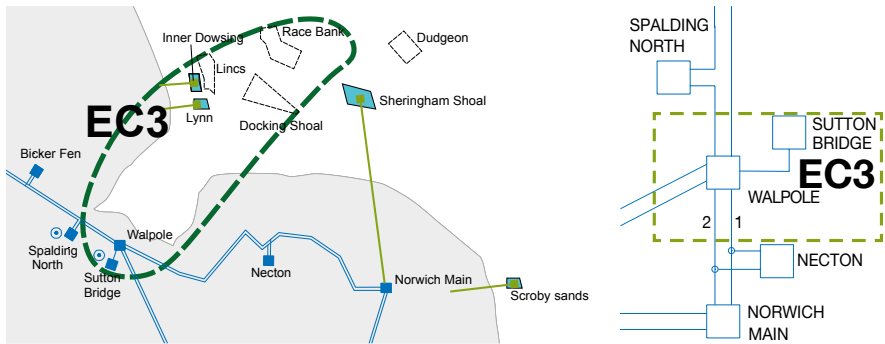 Inner Dowsing
Race Bank
Dudgeon
Lincs
Sheringham Shoal
EC3
Lynn
Docking Shoal
Bicker Fen
Walpole
Spalding
North
Sutton
Bridge
Necton
Norwich Main
Scroby sands
SPALDING
NORTH
SUTTON
BRIDGE
EC3
WALPOLE
2
1
NECTON
NORWICH
MAIN